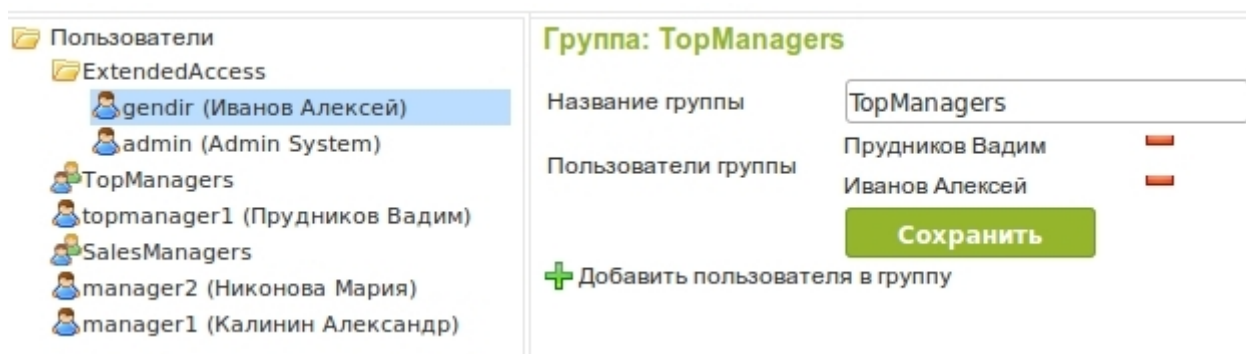 Пользователи
ExtendedAccess
gendir (Иванов Алексей)
admin (Admin System)
TopManagers
topmanager1 (Прудников Вадим)
SalesManagers
manager2 (Никонова Мария)
manager1 (Калинин Александр)
Группа: TopManagers
Название группы TopManagers
Пользователи группы
Прудников Вадим
Иванов Алексей
Сохранить
Добавить пользователя в группу